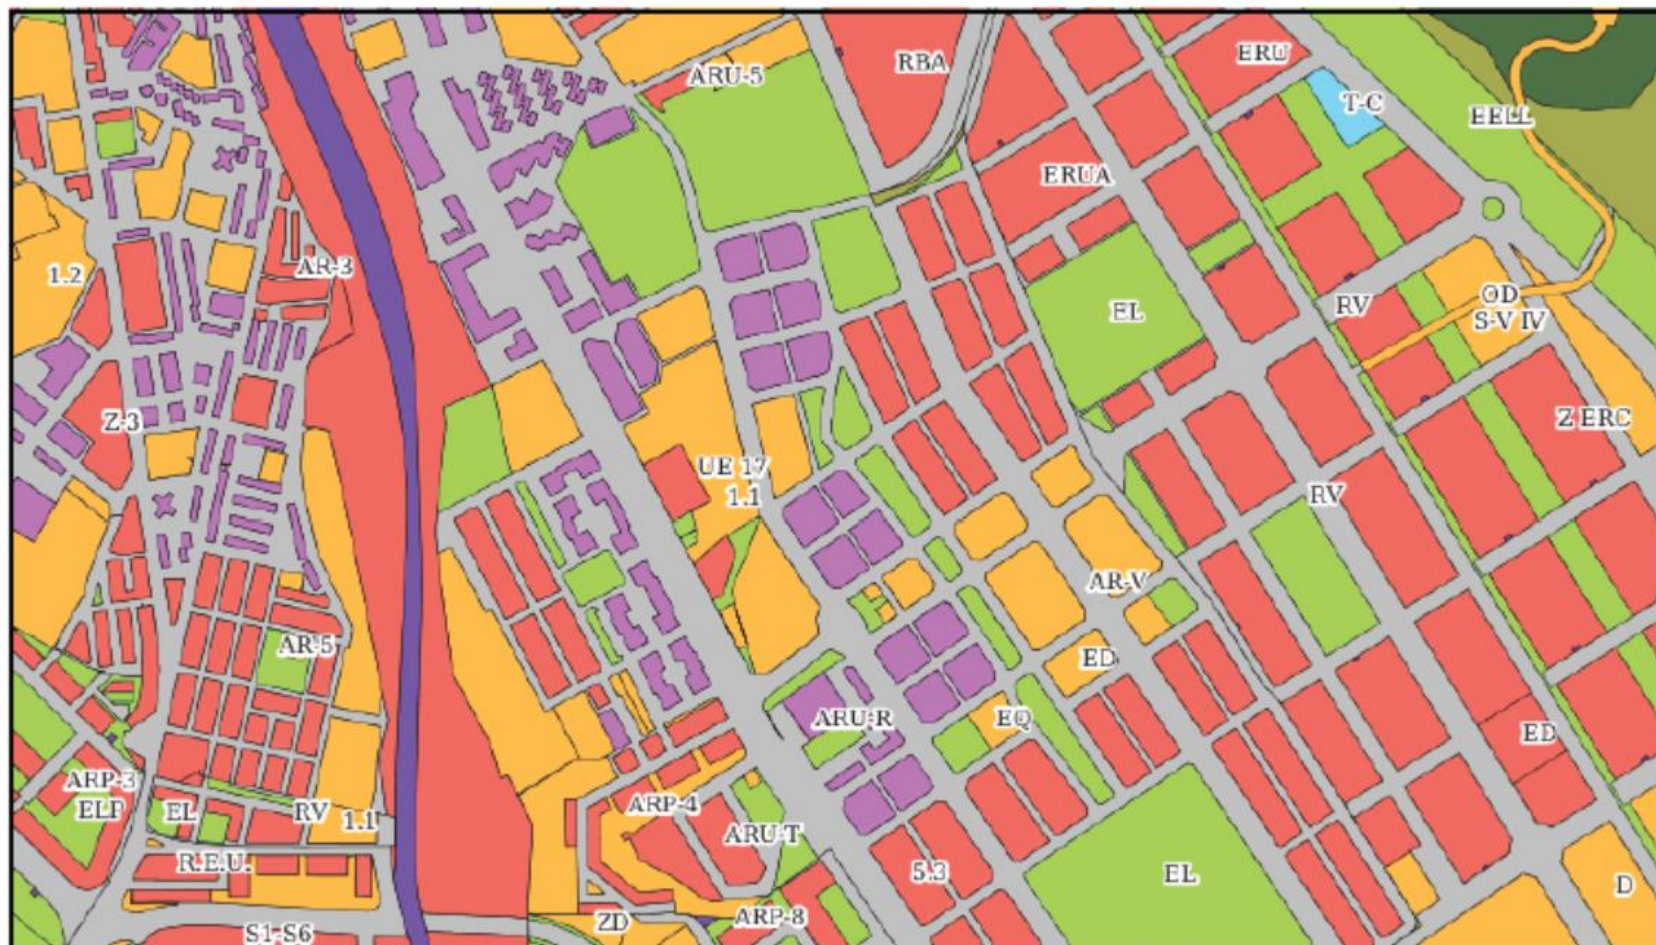 ERU
RBA
ARU-5
T-C
EELL
ERUA
AR-3
1.2
OD
S-V IV
RV
EL
Z-3
Z ERC
UE 17
1.1
RV
AR-V
AR-5
ED
ARU-R
EQ
ED
ARP-3
ELP
EL
RV
1.1
ARP-4
ARU-T
R.E.U.
5.3
EL
D
ZD
ARP-8
S1-S6